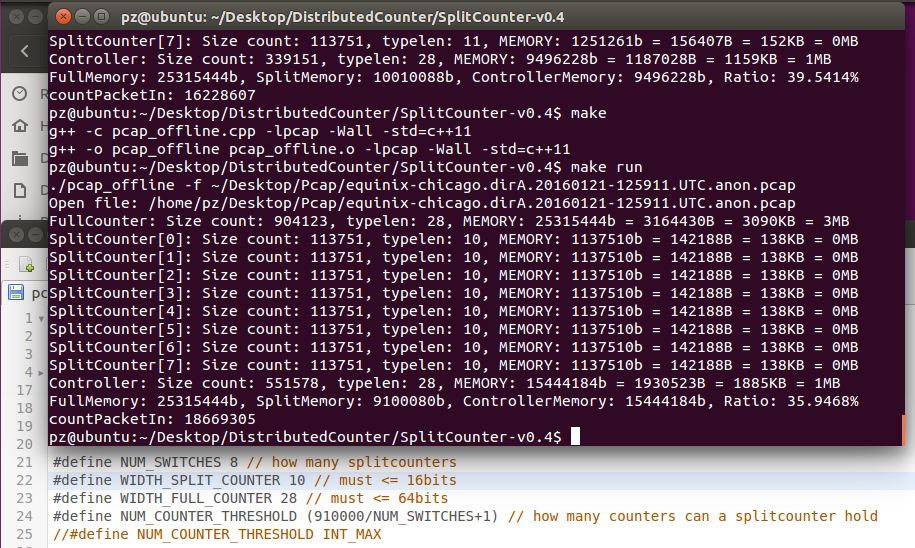 pz@ubuntu: ~/Desktop/DistributedCounter/SplitCounter-v0.4
SplitCounter[7]: Size count: 113751, typelen: 11, MEMORY: 1251261b = 156407B = 152KB = 0MB
Controller: Size count: 339151, typelen: 28, MEMORY: 9496228b = 1187028B = 1159KB = 1MB
FullMemory: 25315444b, SplitMemory: 10010088b, ControllerMemory: 9496228b, Ratio: 39.5414%
countPacketIn: 16228607
pz@ubuntu:~/Desktop/DistributedCounter/SplitCounter-v0.4$ make
g++ -c pcap_offline.cpp -lpcap -Wall -std=c++11
g++ -o pcap_offline pcap_offline.o -lpcap -Wall -std=c++11
pz@ubuntu:~/Desktop/DistributedCounter/SplitCounter-v0.4$ make run
./pcap_offline -f ~/Desktop/Pcap/equinix-chicago.dirA.20160121-125911.UTC.anon.pcap
Open file: /home/pz/Desktop/Pcap/equinix-chicago.dirA.20160121-125911.UTC.anon.pcap
FullCounter: Size count: 904123, typelen: 28, MEMORY: 25315444b = 3164430B = 3090KB = 3MB
SplitCounter[0]: Size count: 113751, typelen: 10, MEMORY: 1137510b = 142188B = 138KB = 0MB
SplitCounter[1]: Size count: 113751, typelen: 10, MEMORY: 1137510b = 142188B = 138KB = 0MB
SplitCounter[2]: Size count: 113751, typelen: 10, MEMORY: 1137510b = 142188B = 138KB = 0MB
SplitCounter[3]: Size count: 113751, typelen: 10, MEMORY: 1137510b = 142188B = 138KB = 0MB
SplitCounter[4]: Size count: 113751, typelen: 10, MEMORY: 1137510b = 142188B = 138KB = 0MB
SplitCounter[5]: Size count: 113751, typelen: 10, MEMORY: 1137510b = 142188B = 138KB = 0MB
SplitCounter[6]: Size count: 113751, typelen: 10, MEMORY: 1137510b = 142188B = 138KB = 0MB
SplitCounter[7]: Size count: 113751, typelen: 10, MEMORY: 1137510b = 142188B = 138KB = 0MB
Controller: Size count: 551578, typelen: 28, MEMORY: 15444184b = 1930523B = 1885KB = 1MB
FullMemory: 25315444b, SplitMemory: 9100080b, ControllerMemory: 15444184b, Ratio: 35.9468%
countPacketIn: 18669305
pz@ubuntu:~/Desktop/DistributedCounter/SplitCounter-v0.4$
1
2
3
4
17
18
19
20
21 #define NUM_SWITCHES 8 // how many splitcounters
22 #define WIDTH_SPLIT_COUNTER 10 // must <= 16bits
23 #define WIDTH_FULL_COUNTER 28 // must <= 64bits
24 #define NUM_COUNTER_THRESHOLD (910000/NUM_SWITCHES+1) // how many counters can a splitcounter hold
25 //#define NUM_COUNTER_THRESHOLD INT_MAX